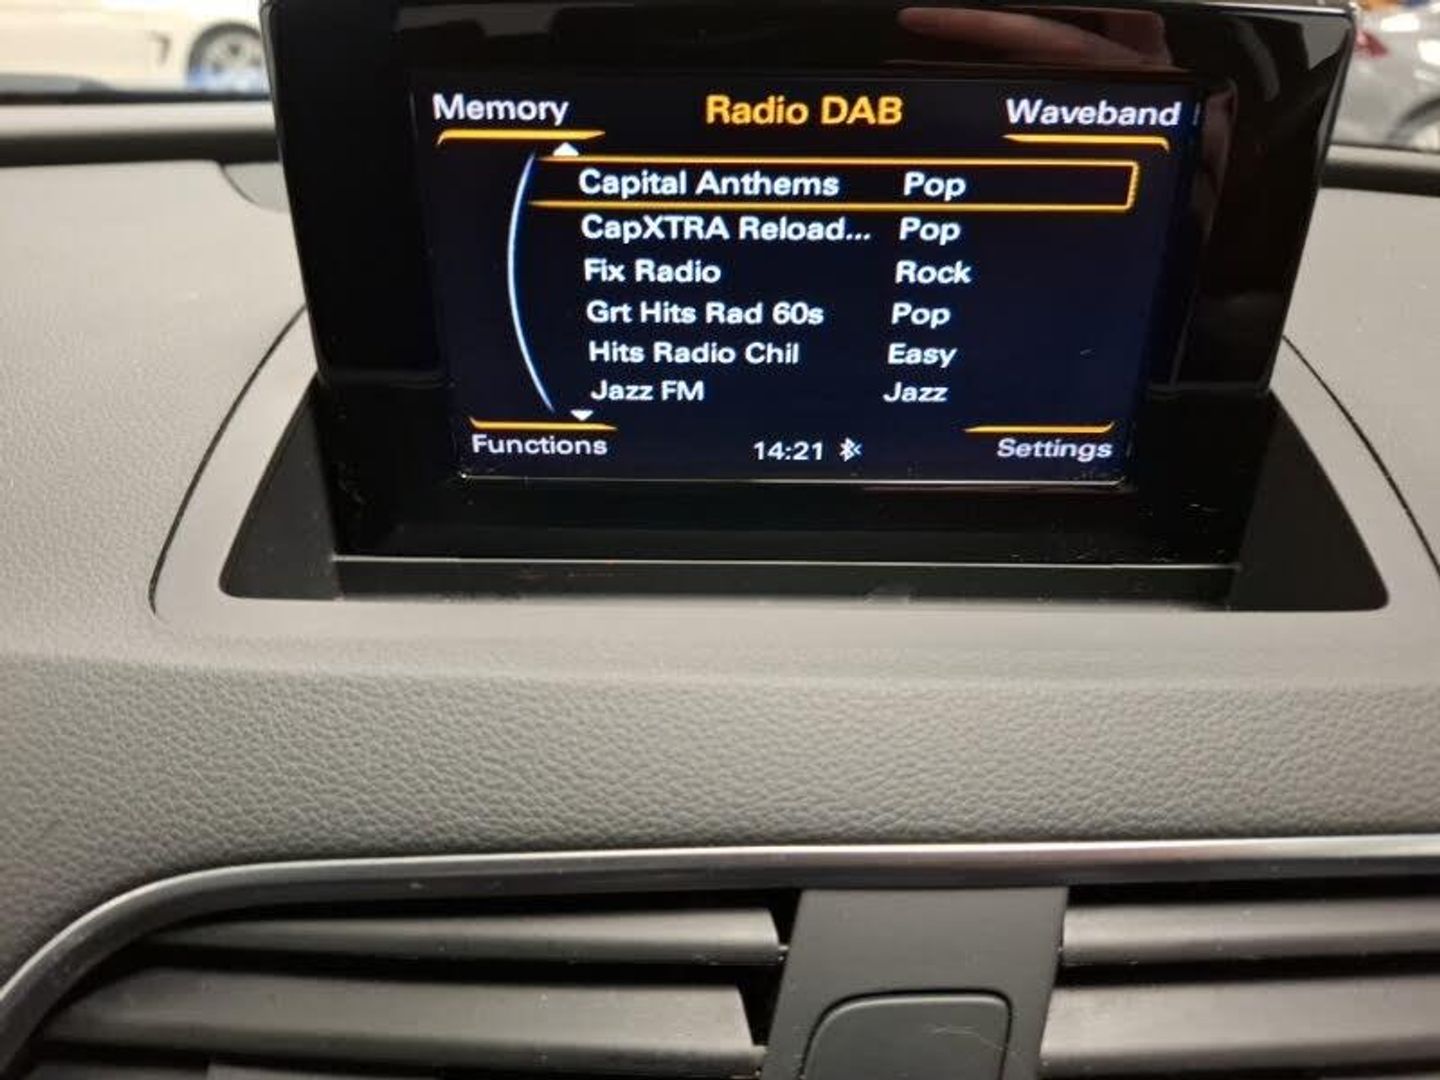 Memory Radio DAB Waveband
Capital Anthems Pop
CapXTRA Reload... Pop
Fix Radio Rock
Grt Hits Rad 60s Pop
Hits Radio Chil Easy
Jazz FM Jazz
Functions 14:21 Settings